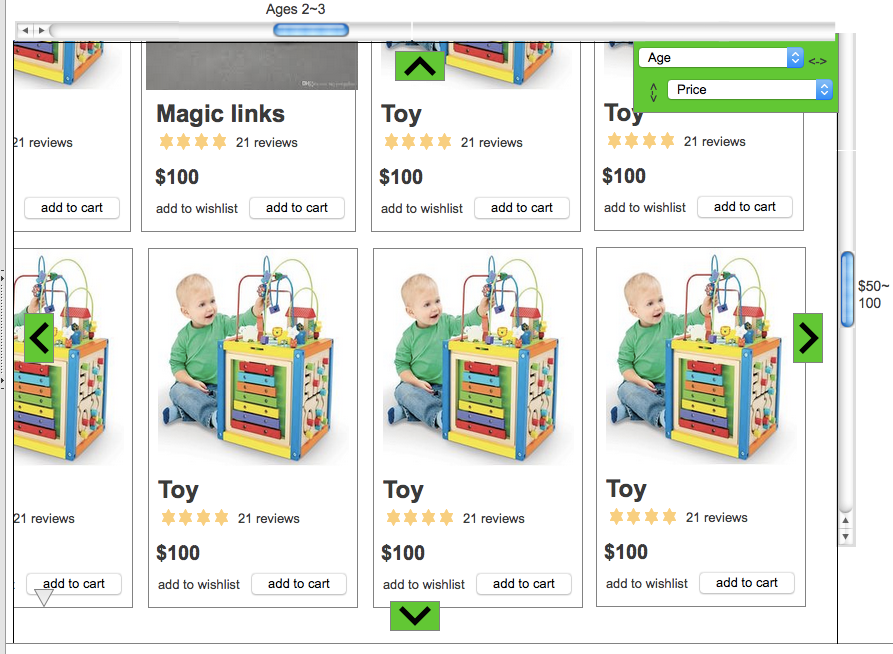 Ages 2~3
Age
<->
< - >
Price
Magic links
Toy
Toy
21 reviews
21 reviews
21 reviews
21 reviews
$100
$100
$100
add to cart
add to wishlist
add to cart
add to wishlist
add to cart
add to wishlist
add to cart
$50~
100
Toy
Toy
Toy
21 reviews
21 reviews
21 reviews
21 reviews
$100
$100
$100
add to cart
add to wishlist
add to cart
add to wishlist
add to cart
add to wishlist
add to cart